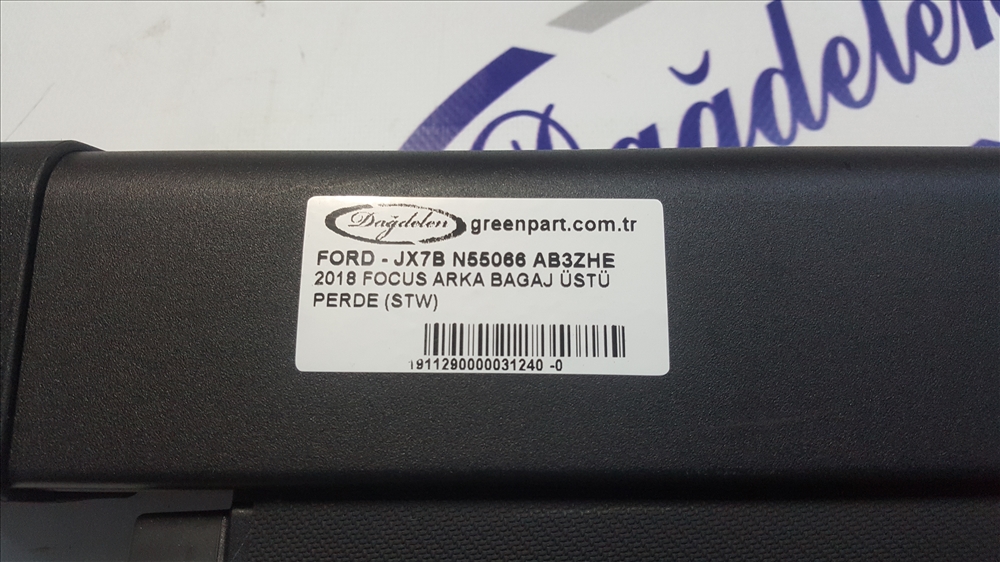 Dağdelen
Dağdelen greenpart.com.tr
FORD - JX7B N55066 AB3ZHE
2018 FOCUS ARKA BAGAJ ÜSTÜ
PERDE (STW)
1911290000031240 -0